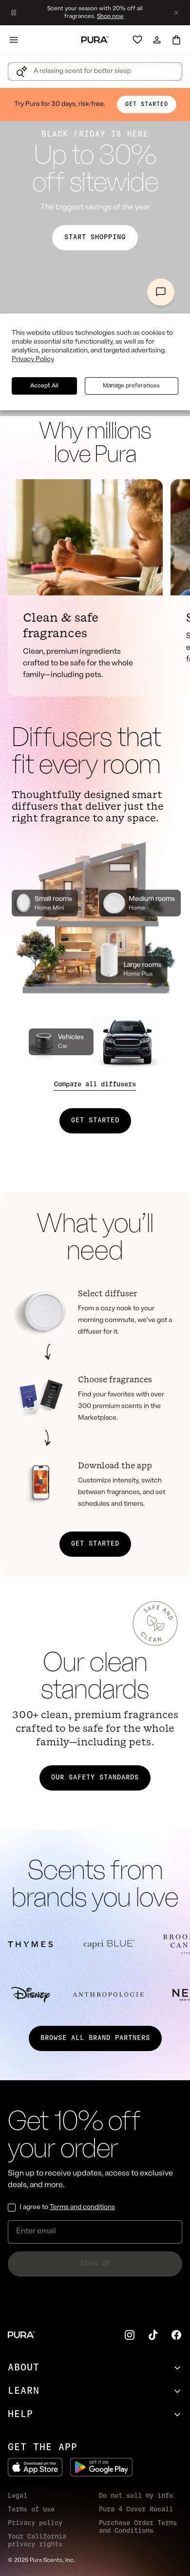 Scent your season with 20% off all
fragrances. Shop now
PURA
A relaxing scent for better sleep
Try Pura for 30 days, risk-free.
GET STARTED
BLACK FRIDAY IS HERE
Up to 30%
off sitewide
The biggest savings of the year
START SHOPPING
This website utilizes technologies such as cookies to
enable essential site functionality, as well as for
analytics, personalization, and targeted advertising.
Privacy Policy
Accept All
Manage preferences
Why millions
love Pura
Clean & safe
fragrances
Clean, premium ingredients
crafted to be safe for the whole
family—including pets.
Diffusers that
fit every room
Thoughtfully designed smart
diffusers that deliver just the
right fragrance to any space.
Small rooms
Home Mini
Medium rooms
Home
Large rooms
Home Plus
Vehicles
Car
Compare all diffusers
GET STARTED
What you'll
need
Select diffuser
From a cozy nook to your
morning commute, we've got a
diffuser for it.
Choose fragrances
Find your favorites with over
300 premium scents in the
Marketplace.
Download the app
Customize intensity, switch
between fragrances, and set
schedules and timers.
GET STARTED
SAFE AND
CLEAN
Our clean
standards
300+ clean, premium fragrances
crafted to be safe for the whole
family—including pets.
OUR SAFETY STANDARDS
Scents from
brands you love
THYMES
capri BLUE
BROO
CAN
Disney
ANTHROPOLOGIE
NE
BROWSE ALL BRAND PARTNERS
Get 10% off
your order
Sign up to receive updates, access to exclusive
deals, and more.
I agree to Terms and conditions
Enter email
SIGN UP
PURA
ABOUT
LEARN
HELP
GET THE APP
Download on the
App Store
GET IT ON
Google Play
Legal
Do not sell my info
Terms of use
Pura 4 Cover Recall
Privacy policy
Purchase Order Terms
and Conditions
Your California
privacy rights
© 2026 Pura Scents, Inc.